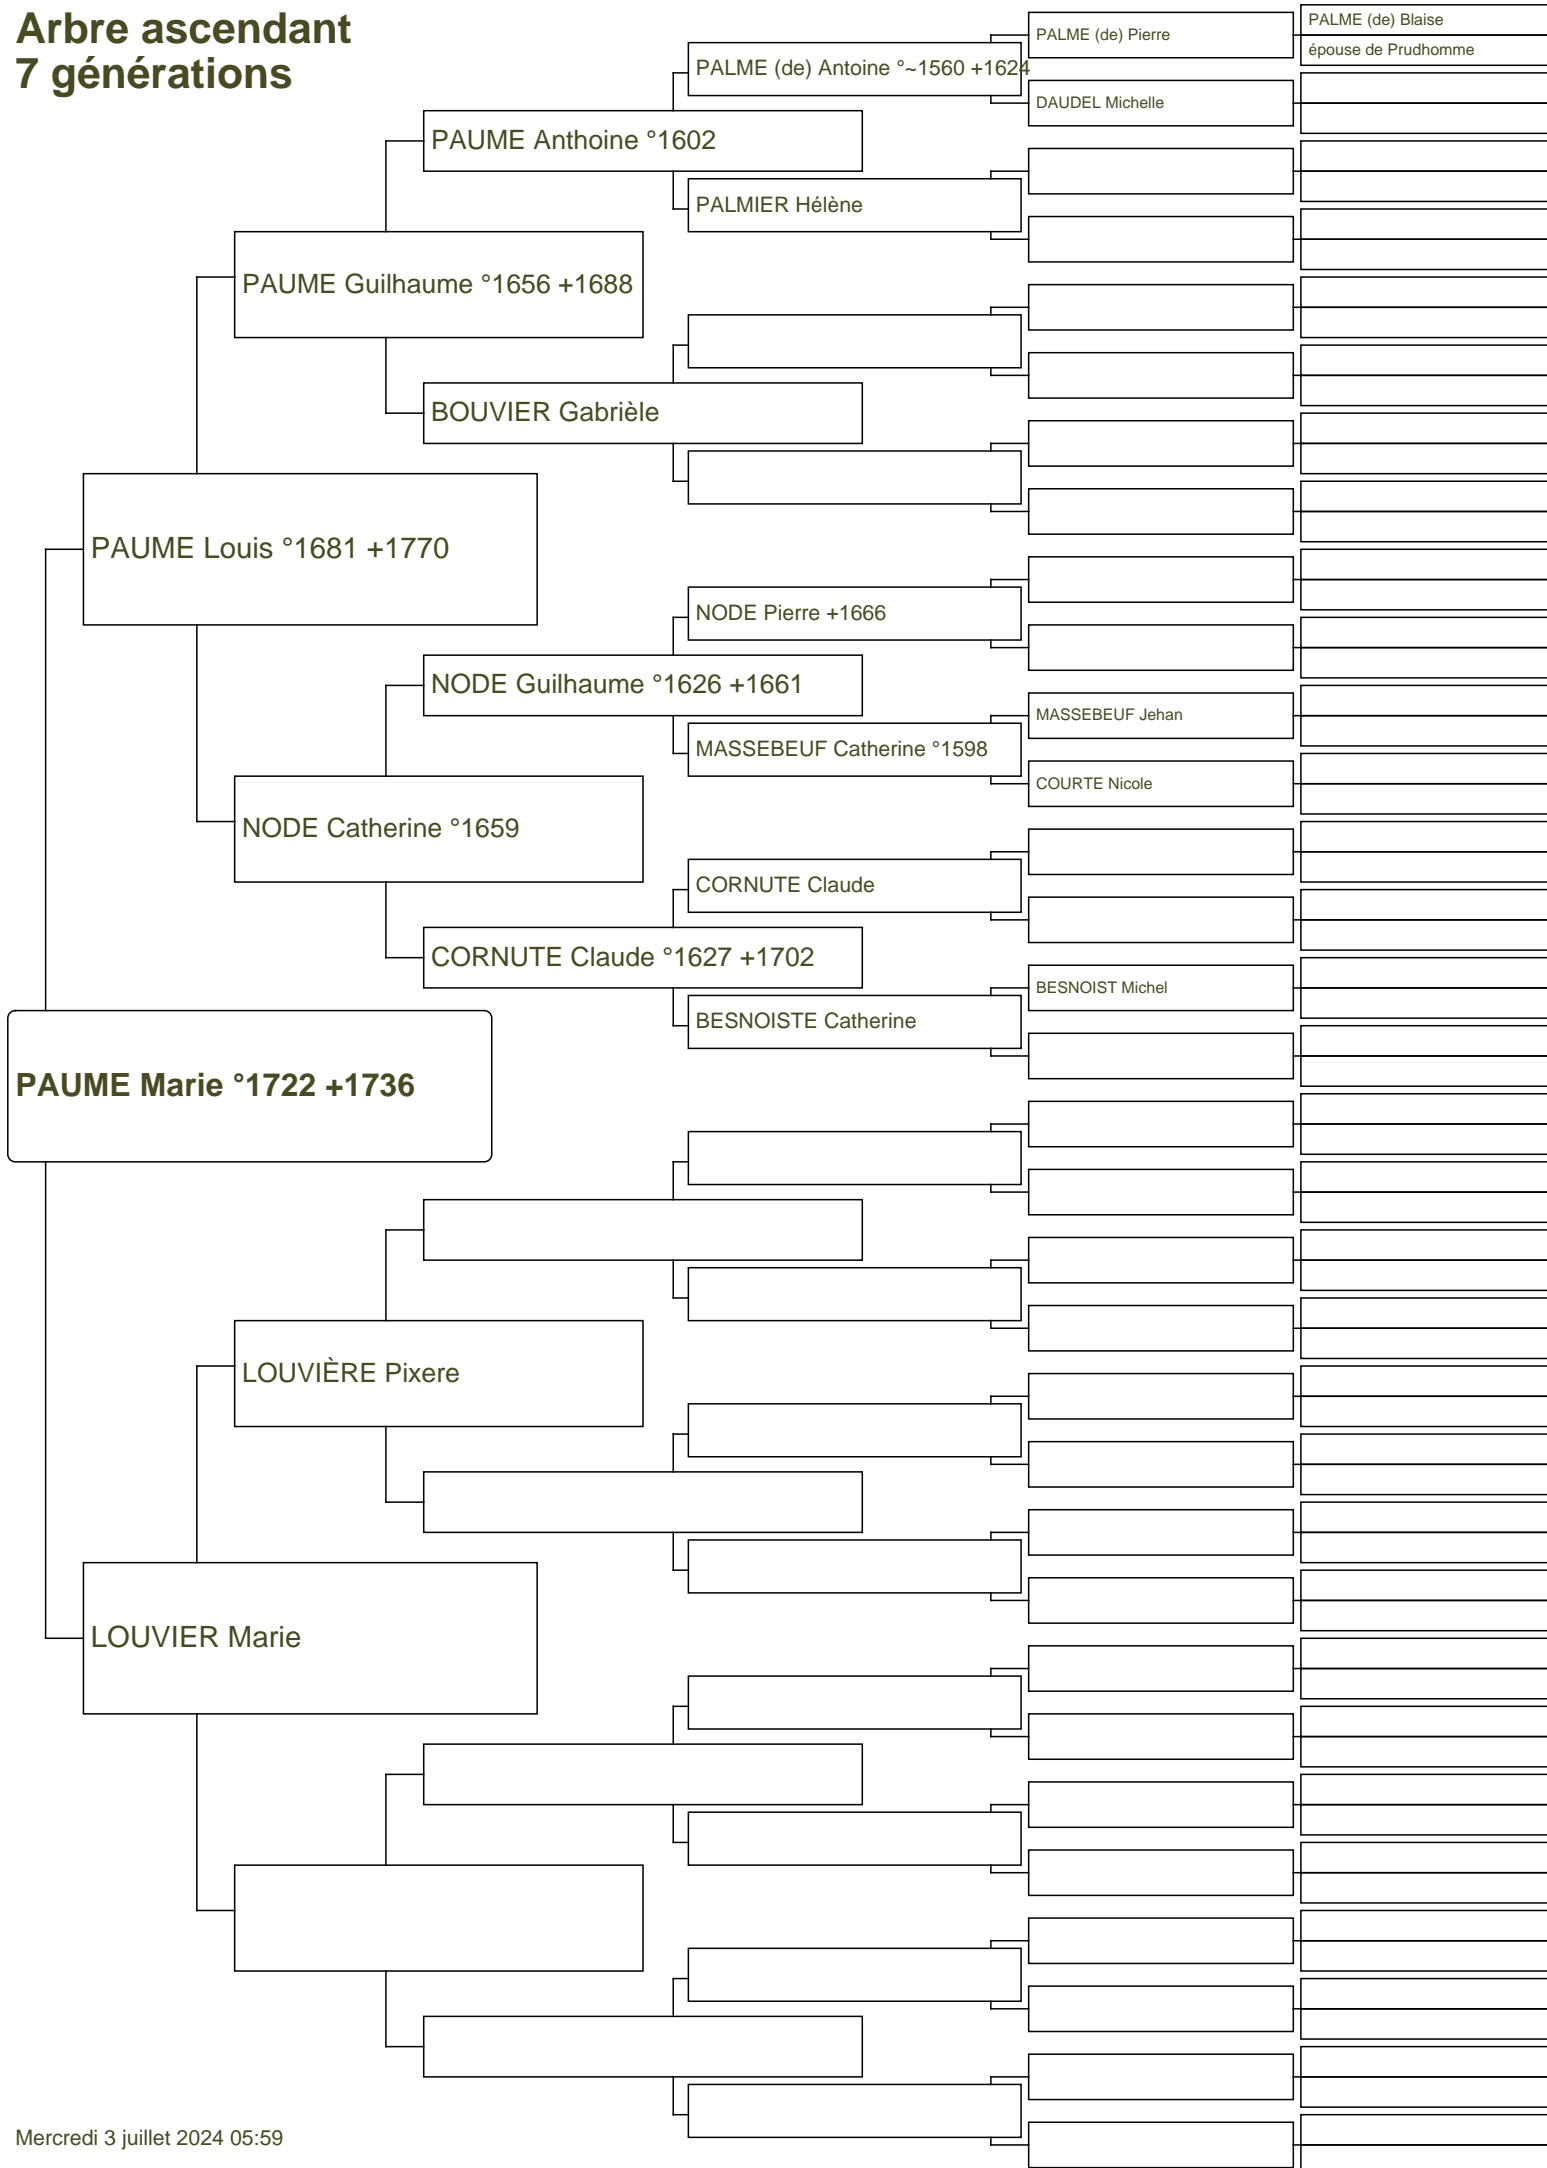 Arbre ascendant
7 générations
PALME (de) Blaise
PALME (de) Pierre
épouse de Prudhomme
PALME (de) Antoine °~1560 +1624
DAUDEL Michelle
PAUME Anthoine °1602
PALMIER Hélène
PAUME Guilhaume °1656 +1688
BOUVIER Gabrièle
PAUME Louis °1681 +1770
NODE Pierre +1666
NODE Guilhaume °1626 +1661
MASSEBEUF Jehan
MASSEBEUF Catherine °1598
COURTE Nicole
NODE Catherine °1659
CORNUTE Claude
CORNUTE Claude °1627 +1702
BESNOIST Michel
BESNOISTE Catherine
PAUME Marie °1722 +1736
LOUVIÈRE Pixere
LOUVIER Marie
Mercredi 3 juillet 2024 05:59